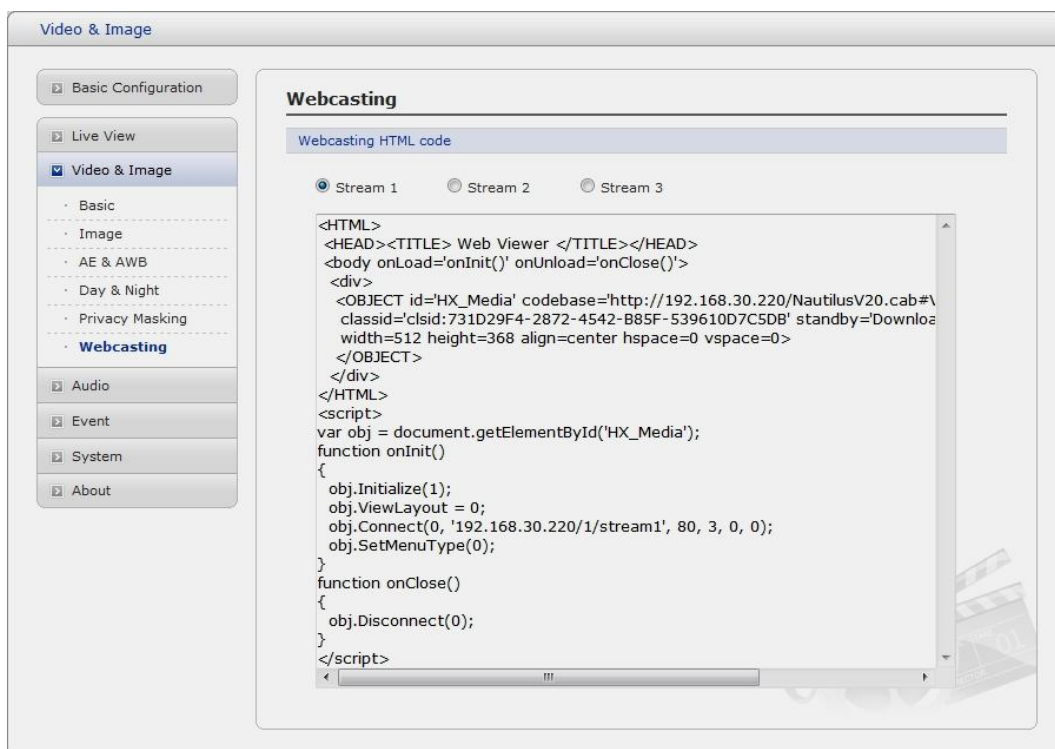 Video & Image
Basic Configuration
Live View
Video & Image
· Basic
· Image
· AE & AWB
· Day & Night
· Privacy Masking
· Webcasting
Audio
Event
System
About
Webcasting
Webcasting HTML code
Stream 1 Stream 2 Stream 3
<HTML>
<HEAD><TITLE> Web Viewer </TITLE></HEAD>
<body onLoad='onInit()' onUnload='onClose()'>
<div>
<OBJECT id='HX_Media' codebase='http://192.168.30.220/NautilusV20.cab#V
classid='clsid:731D29F4-2872-4542-B85F-539610D7C5DB' standby='Downloa
width=512 height=368 align=center hspace=0 vspace=0>
</OBJECT>
</div>
</HTML>
<script>
var obj = document.getElementById('HX_Media');
function onInit()
{
obj.Initialize(1);
obj.ViewLayout = 0;
obj.Connect(0, '192.168.30.220/1/stream1', 80, 3, 0, 0);
obj.SetMenuType(0);
}
function onClose()
{
obj.Disconnect(0);
}
</script>
01